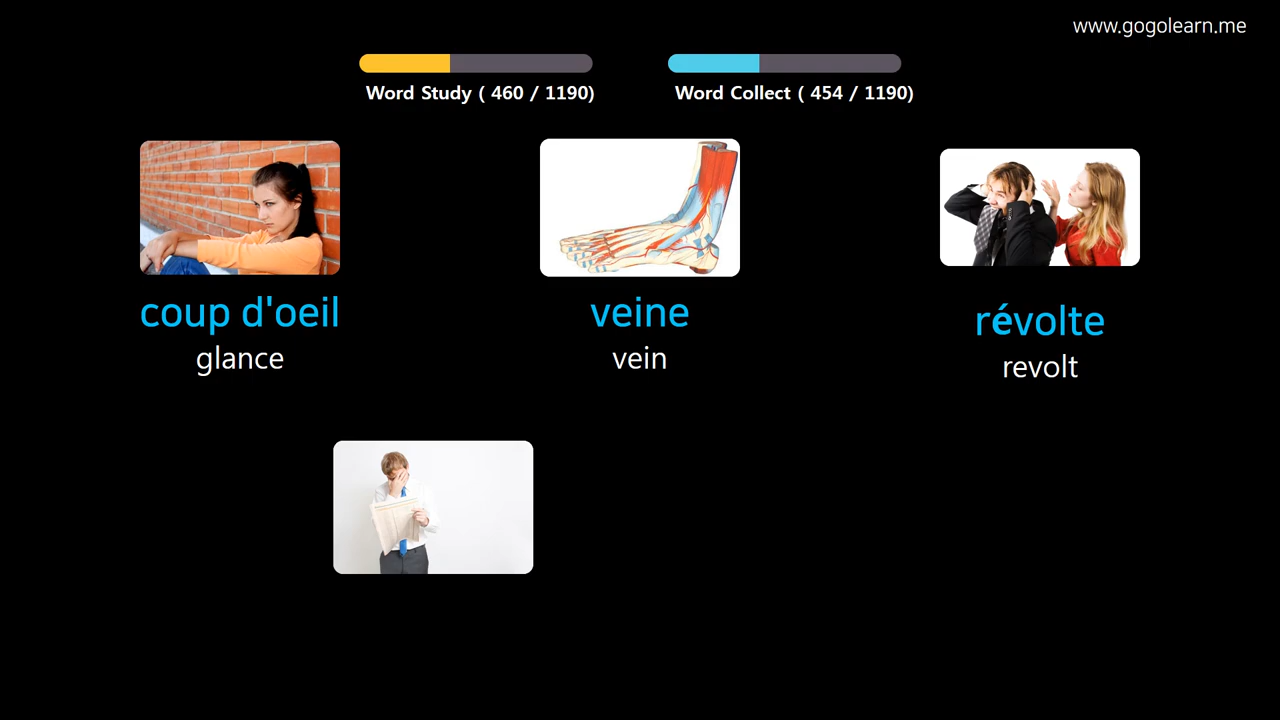 www.gogolearn.me
Word Study ( 460 / 1190)
Word Collect ( 454 / 1190)
coup d'oeil
glance
veine
vein
révolte
revolt